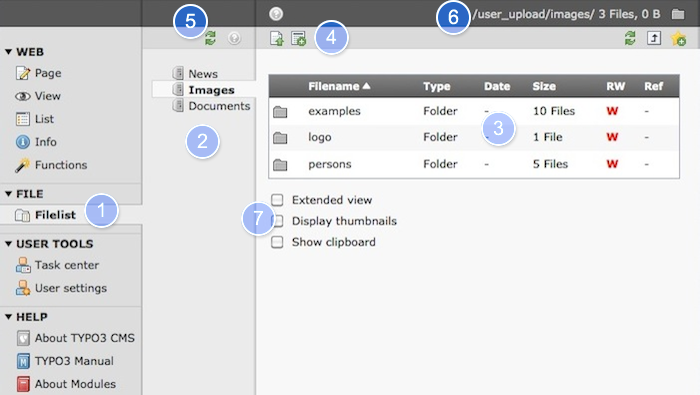 5
6
/user_upload/images/ 3 Files, 0 B
4
WEB
Page
View
List
Info
Functions
FILE
Filelist
1
USER TOOLS
Task center
User settings
HELP
About TYPO3 CMS
TYPO3 Manual
About Modules
News
Images
Documents
2
Filename Type Date Size RW Ref
examples Folder - 10 Files W -
logo Folder - 1 File W -
persons Folder - 5 Files W -
3
7
Extended view
Display thumbnails
Show clipboard